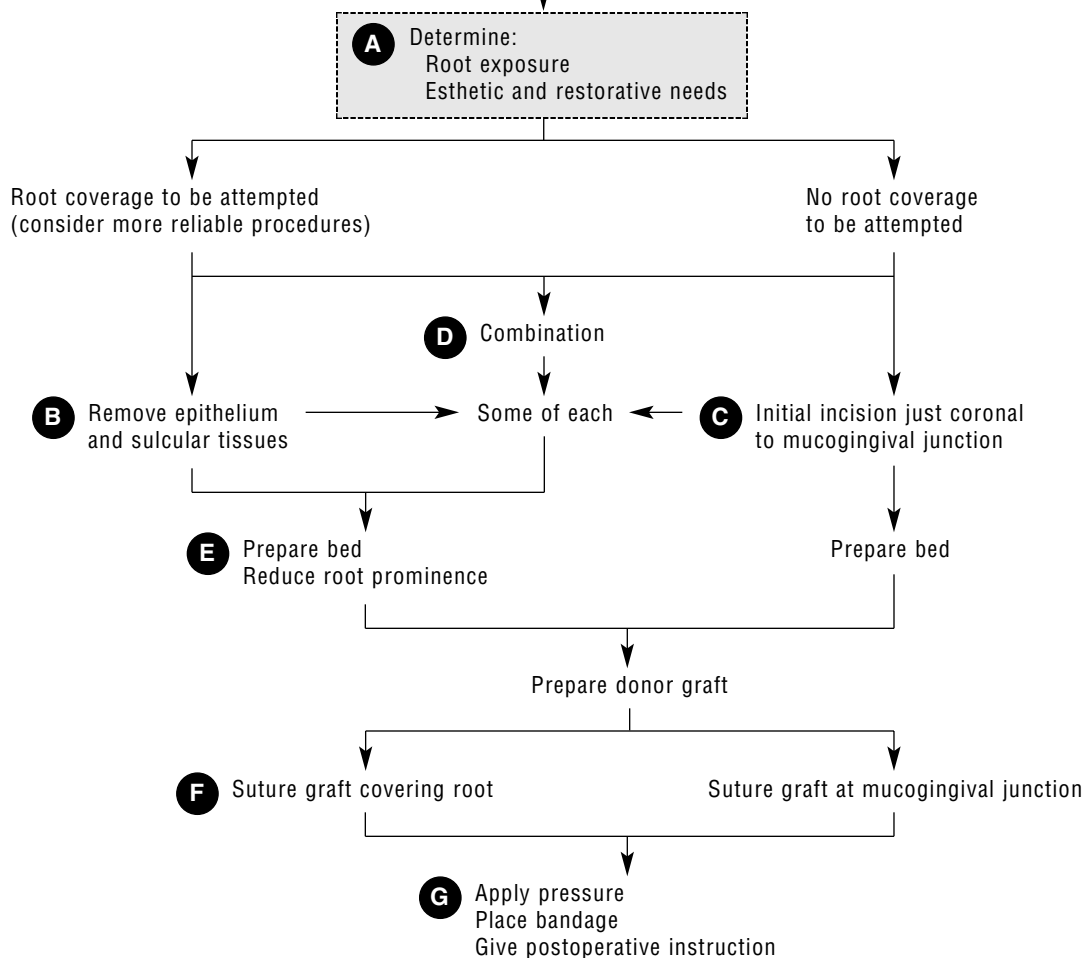 A Determine:
Root exposure
Esthetic and restorative needs
Root coverage to be attempted
(consider more reliable procedures)
No root coverage
to be attempted
D Combination
B Remove epithelium
and sulcular tissues
Some of each
C Initial incision just coronal
to mucogingival junction
E Prepare bed
Reduce root prominence
Prepare bed
Prepare donor graft
F Suture graft covering root
Suture graft at mucogingival junction
G Apply pressure
Place bandage
Give postoperative instruction